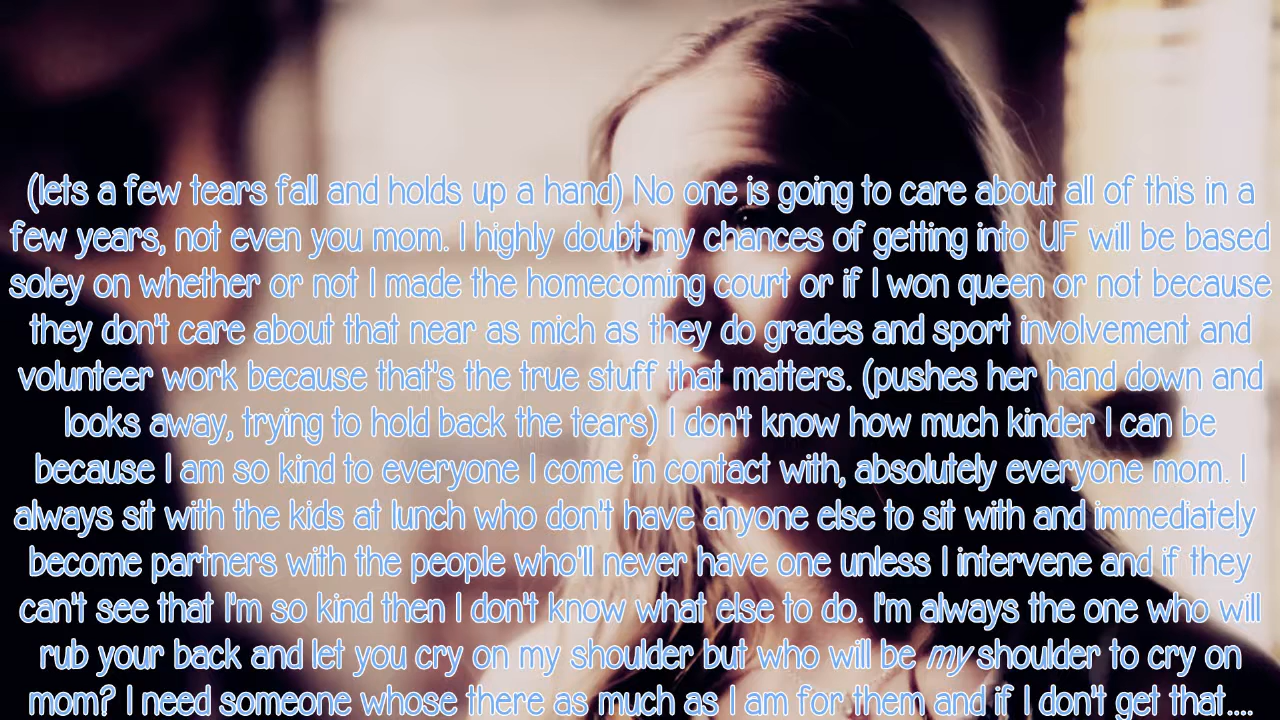 (lets a few tears fall and holds up a hand) No one is going to care about all of this in a
few years, not even you mom. I highly doubt my chances of getting into UF will be based
soley on whether or not I made the homecoming court or if I won queen or not because
they don't care about that near as mich as they do grades and sport involvement and
volunteer work because that's the true stuff that matters. (pushes her hand down and
looks away, trying to hold back the tears) I don't know how much kinder I can be
because I am so kind to everyone I come in contact with, absolutely everyone mom. I
always sit with the kids at lunch who don't have anyone else to sit with and immediately
become partners with the people who'll never have one unless I intervene and if they
can't see that I'm so kind then I don't know what else to do. I'm always the one who will
rub your back and let you cry on my shoulder but who will be my shoulder to cry on
mom? I need someone whose there as much as I am for them and if I don't get that....